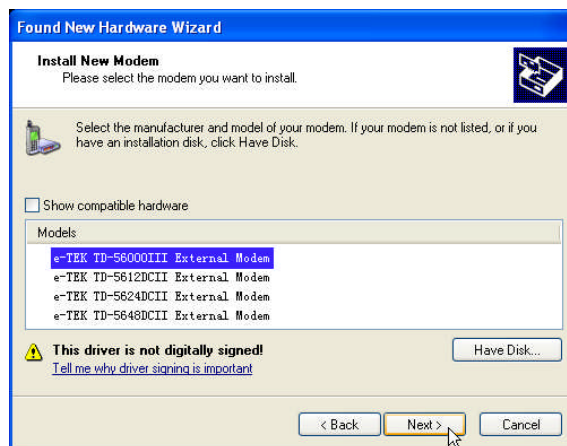 Found New Hardware Wizard
Install New Modem
Please select the modem you want to install.
Select the manufacturer and model of your modem. If your modem is not listed, or if you
have an installation disk, click Have Disk.
Show compatible hardware
Models
e-TEK TD-56000III External Modem
e-TEK TD-5612DCII External Modem
e-TEK TD-5624DCII External Modem
e-TEK TD-5648DCII External Modem
This driver is not digitally signed!
Have Disk...
Tell me why driver signing is important
< Back
Next >
Cancel